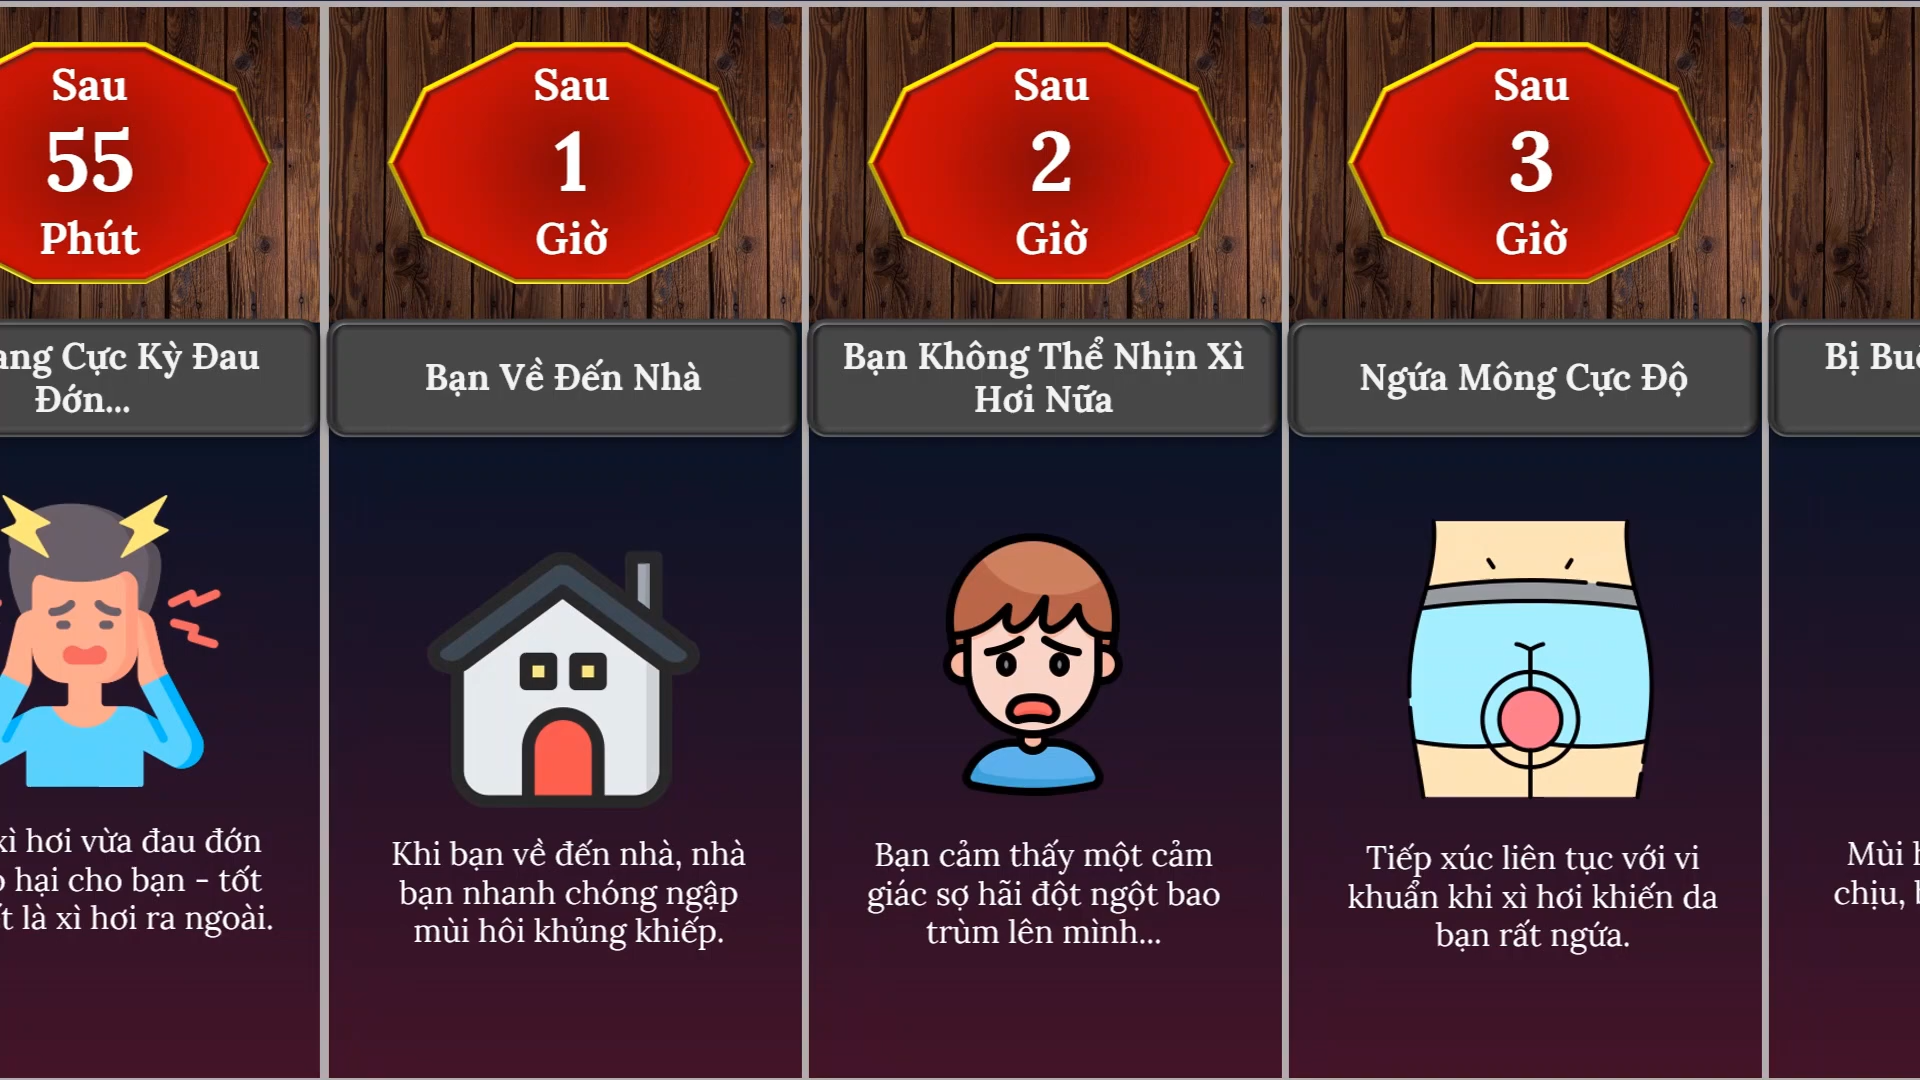 Sau
55
Phút
Cực Kỳ Đau
Đớn...
xì hơi vừa đau đớn
hại cho bạn - tốt
là xì hơi ra ngoài.
Sau
1
Giờ
Bạn Về Đến Nhà
Khi bạn về đến nhà, nhà
bạn nhanh chóng ngập
mùi hôi khủng khiếp.
Sau
2
Giờ
Bạn Không Thể Nhịn Xì
Hơi Nữa
Bạn cảm thấy một cảm
giác sợ hãi đột ngột bao
trùm lên mình...
Sau
3
Giờ
Ngứa Mông Cực Độ
Tiếp xúc liên tục với vi
khuẩn khi xì hơi khiến da
bạn rất ngứa.
Bị
Mùi
chịu,